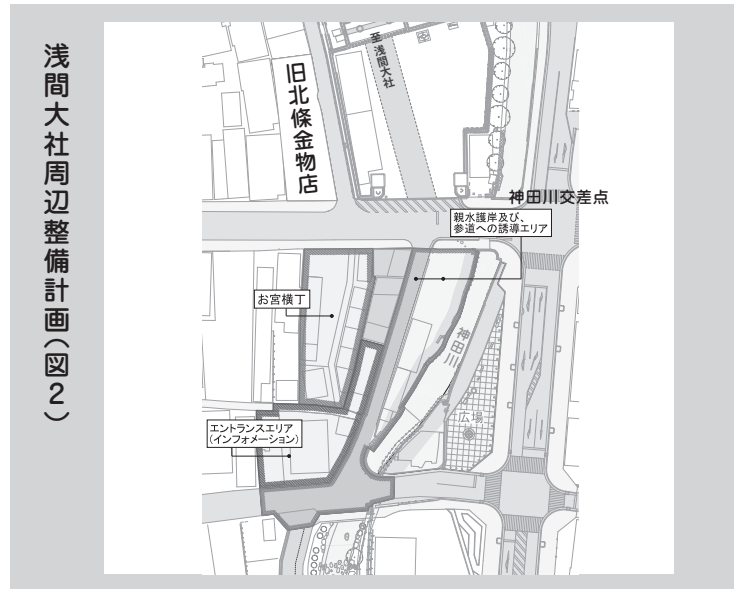 浅間大社周辺整備計画(図2)
至浅間大社
旧北條金物店
神田川交差点
親水護岸及び、
参道への誘導エリア
お宮横丁
神田川
広場
エントランスエリア
(インフォメーション)